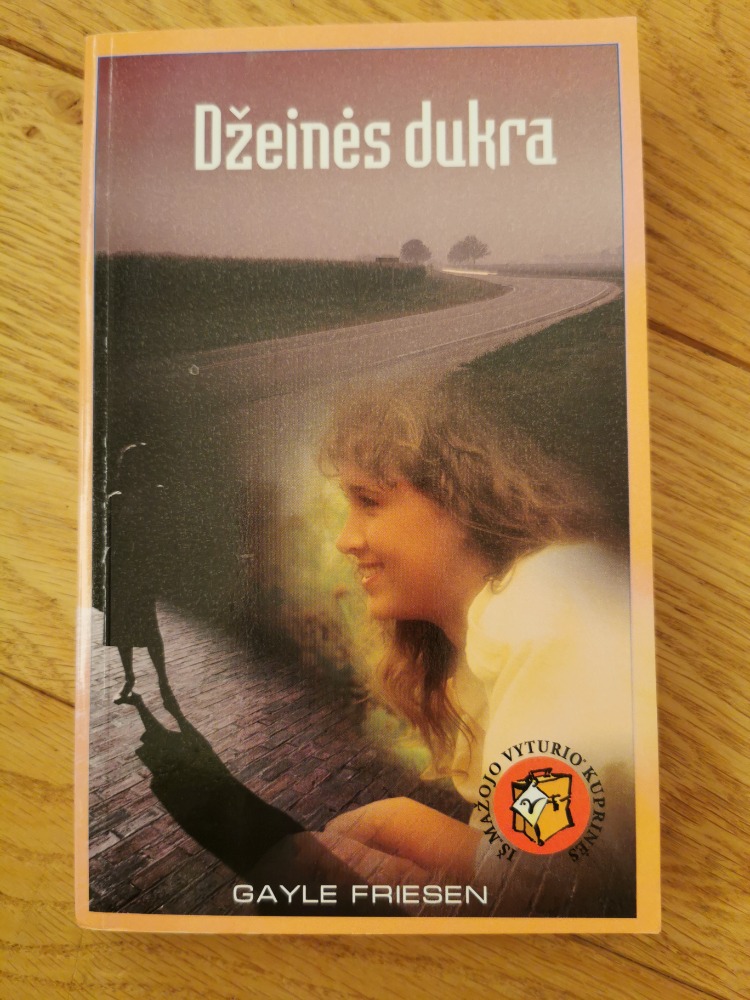 Džeinės dukra
IŠ MAŽOJO VYTURIO® KUPRINĖS
GAYLE FRIESEN